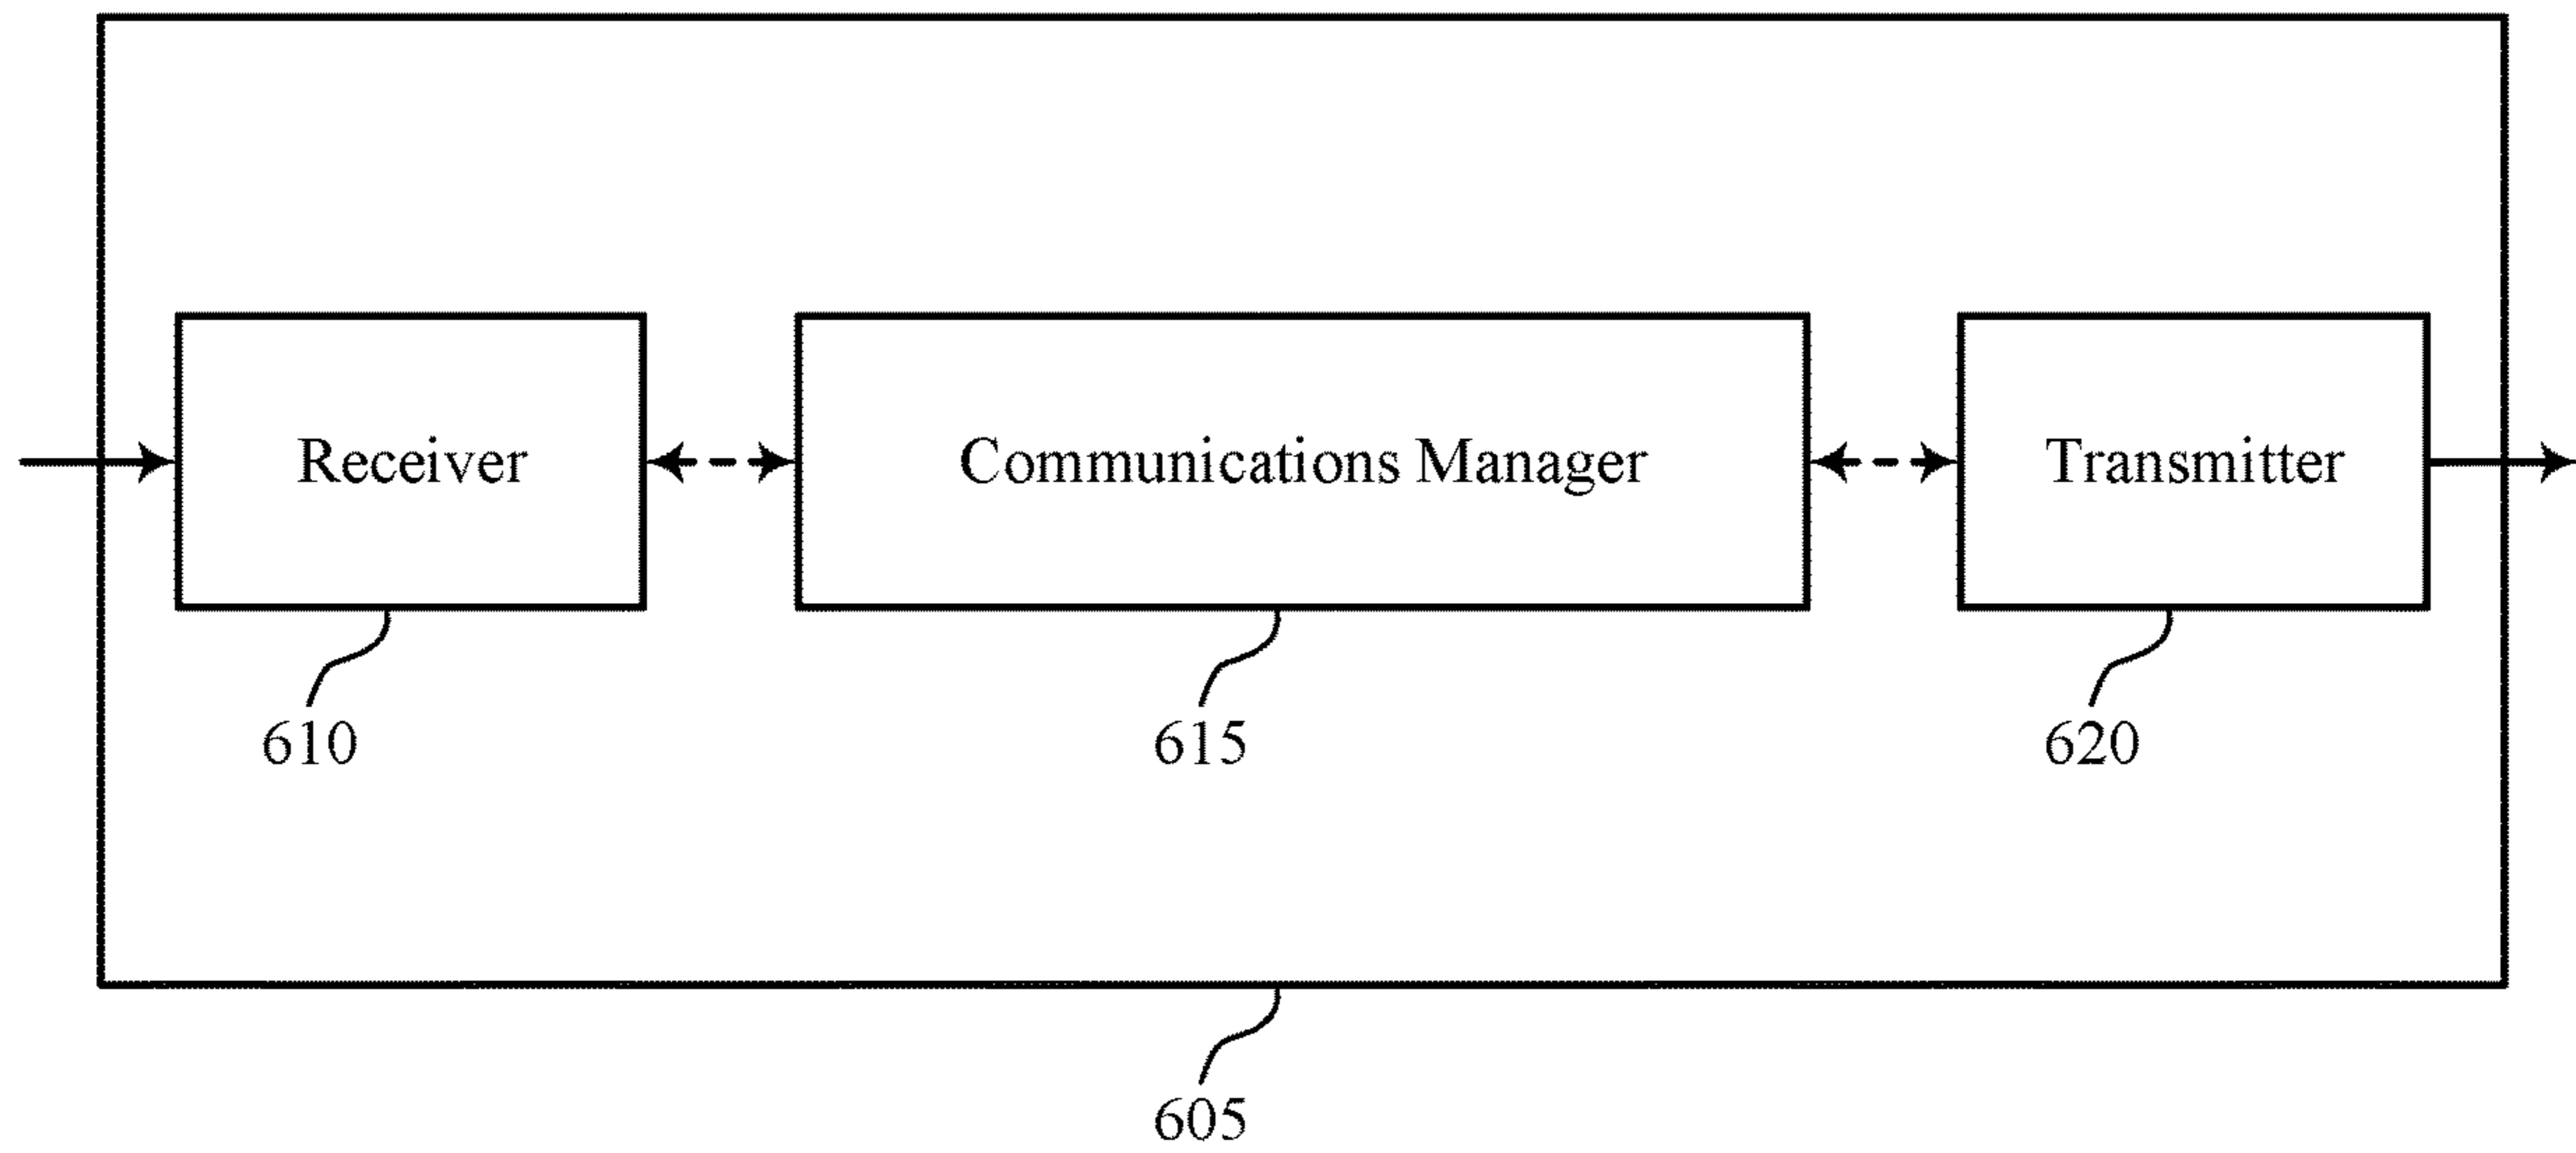 Receiver
Communications Manager
Transmitter
610
615
620
605